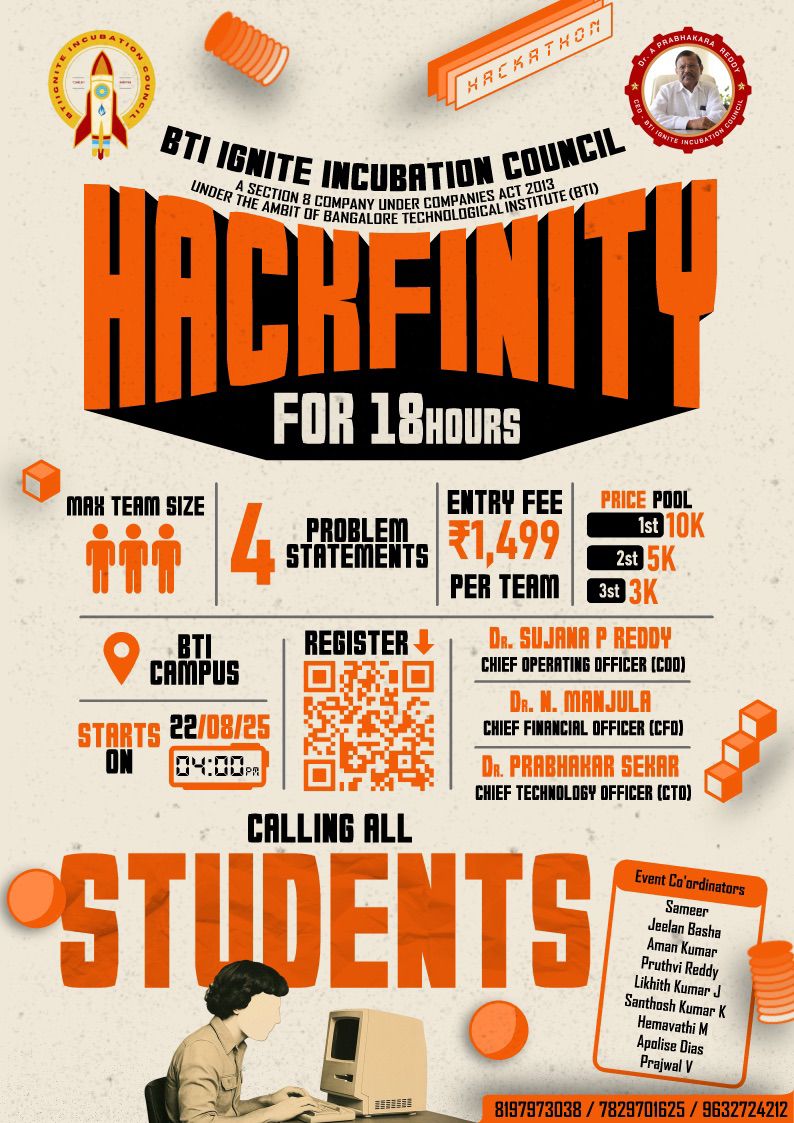 BTI IGNITE INCUBATION COUNCIL
HACKATHON
Dr. A PRABHAKARA REDDY
CEO - BTI IGNITE INCUBATION COUNCIL
BTI IGNITE INCUBATION COUNCIL
A SECTION 8 COMPANY UNDER COMPANIES ACT 2013
UNDER THE AMBIT OF BANGALORE TECHNOLOGICAL INSTITUTE (BTI)
HACKFINITY
FOR 18HOURS
MAX TEAM SIZE
4 PROBLEM
STATEMENTS
ENTRY FEE
₹1,499
PER TEAM
PRICE POOL
1st 10K
2st 5K
3st 3K
BTI
CAMPUS
STARTS
ON
22/08/25
04:00PM
REGISTER
Dr. SUJANA P REDDY
CHIEF OPERATING OFFICER (COO)
Dr. N. MANJULA
CHIEF FINANCIAL OFFICER (CFO)
Dr. PRABHAKAR SEKAR
CHIEF TECHNOLOGY OFFICER (CTO)
CALLING ALL
STUDENTS
Event Co'ordinators
Sameer
Jeelan Basha
Aman Kumar
Pruthvi Reddy
Likhith Kumar J
Santhosh Kumar K
Hemavathi M
Apolise Dias
Prajwal V
8197973038 / 7829701625 / 9632724212